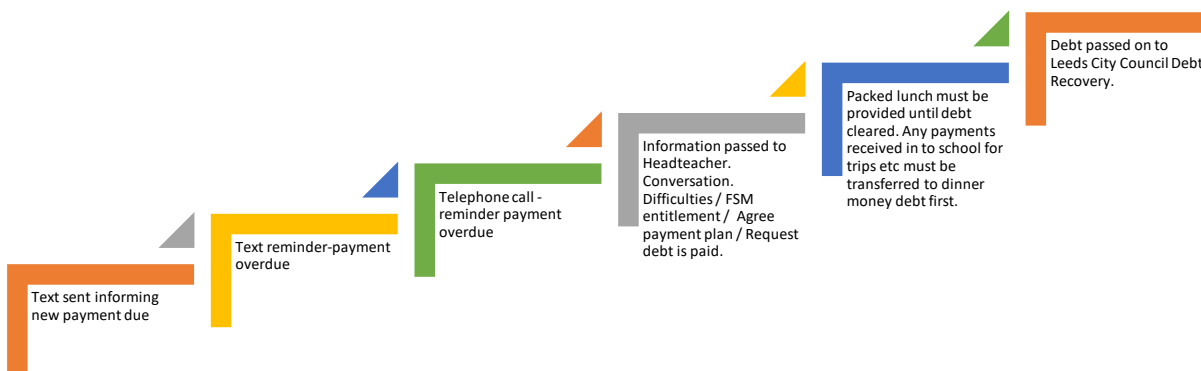 Text sent informing
new payment due
Text reminder-payment
overdue
Telephone call -
reminder payment
overdue
Information passed to
Headteacher.
Conversation.
Difficulties / FSM
entitlement / Agree
payment plan / Request
debt is paid.
Packed lunch must be
provided until debt
cleared. Any payments
received in to school for
trips etc must be
transferred to dinner
money debt first.
Debt passed on to
Leeds City Council Debt
Recovery.